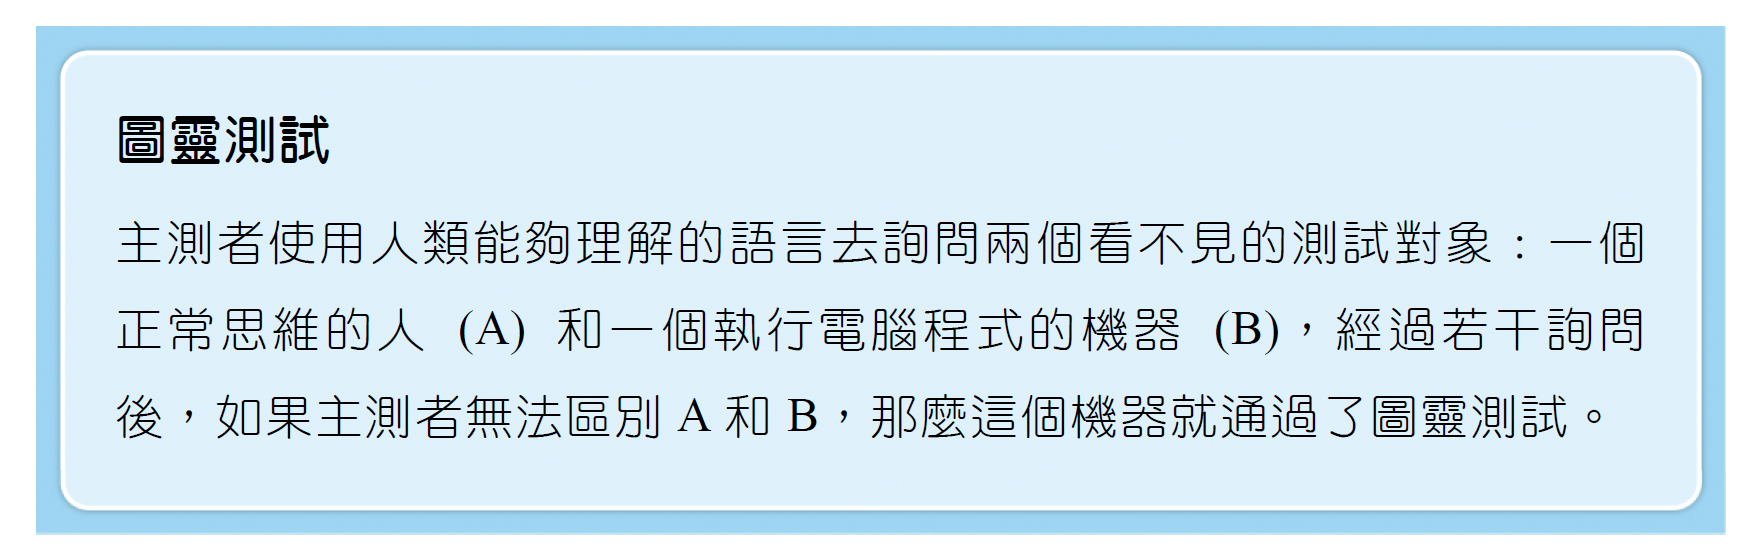 圖靈測試
主測者使用人類能夠理解的語言去詢問兩個看不見的測試對象：一個
正常思維的人 (A) 和一個執行電腦程式的機器 (B)，經過若干詢問
後，如果主測者無法區別 A 和 B，那麼這個機器就通過了圖靈測試。